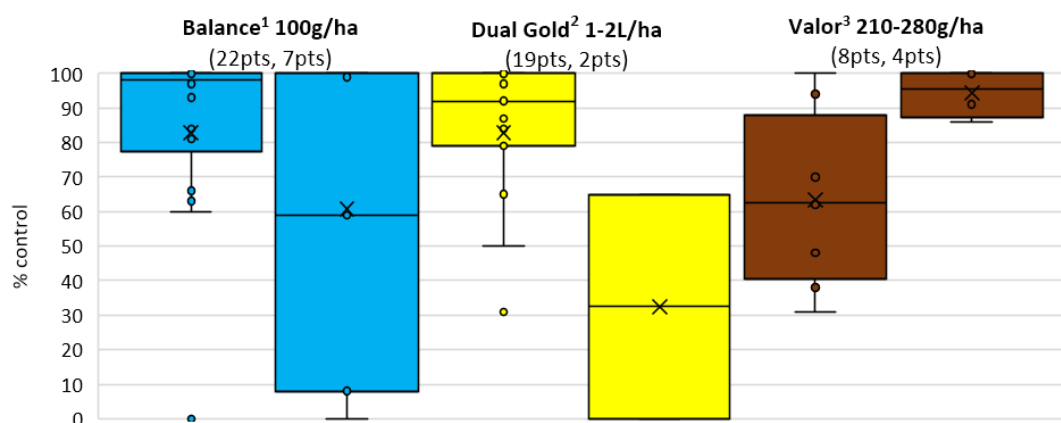 Balance¹ 100g/ha
(22pts, 7pts)
Dual Gold² 1-2L/ha
(19pts, 2pts)
Valor³ 210-280g/ha
(8pts, 4pts)
% control
100
90
80
70
60
50
40
30
20
10
0